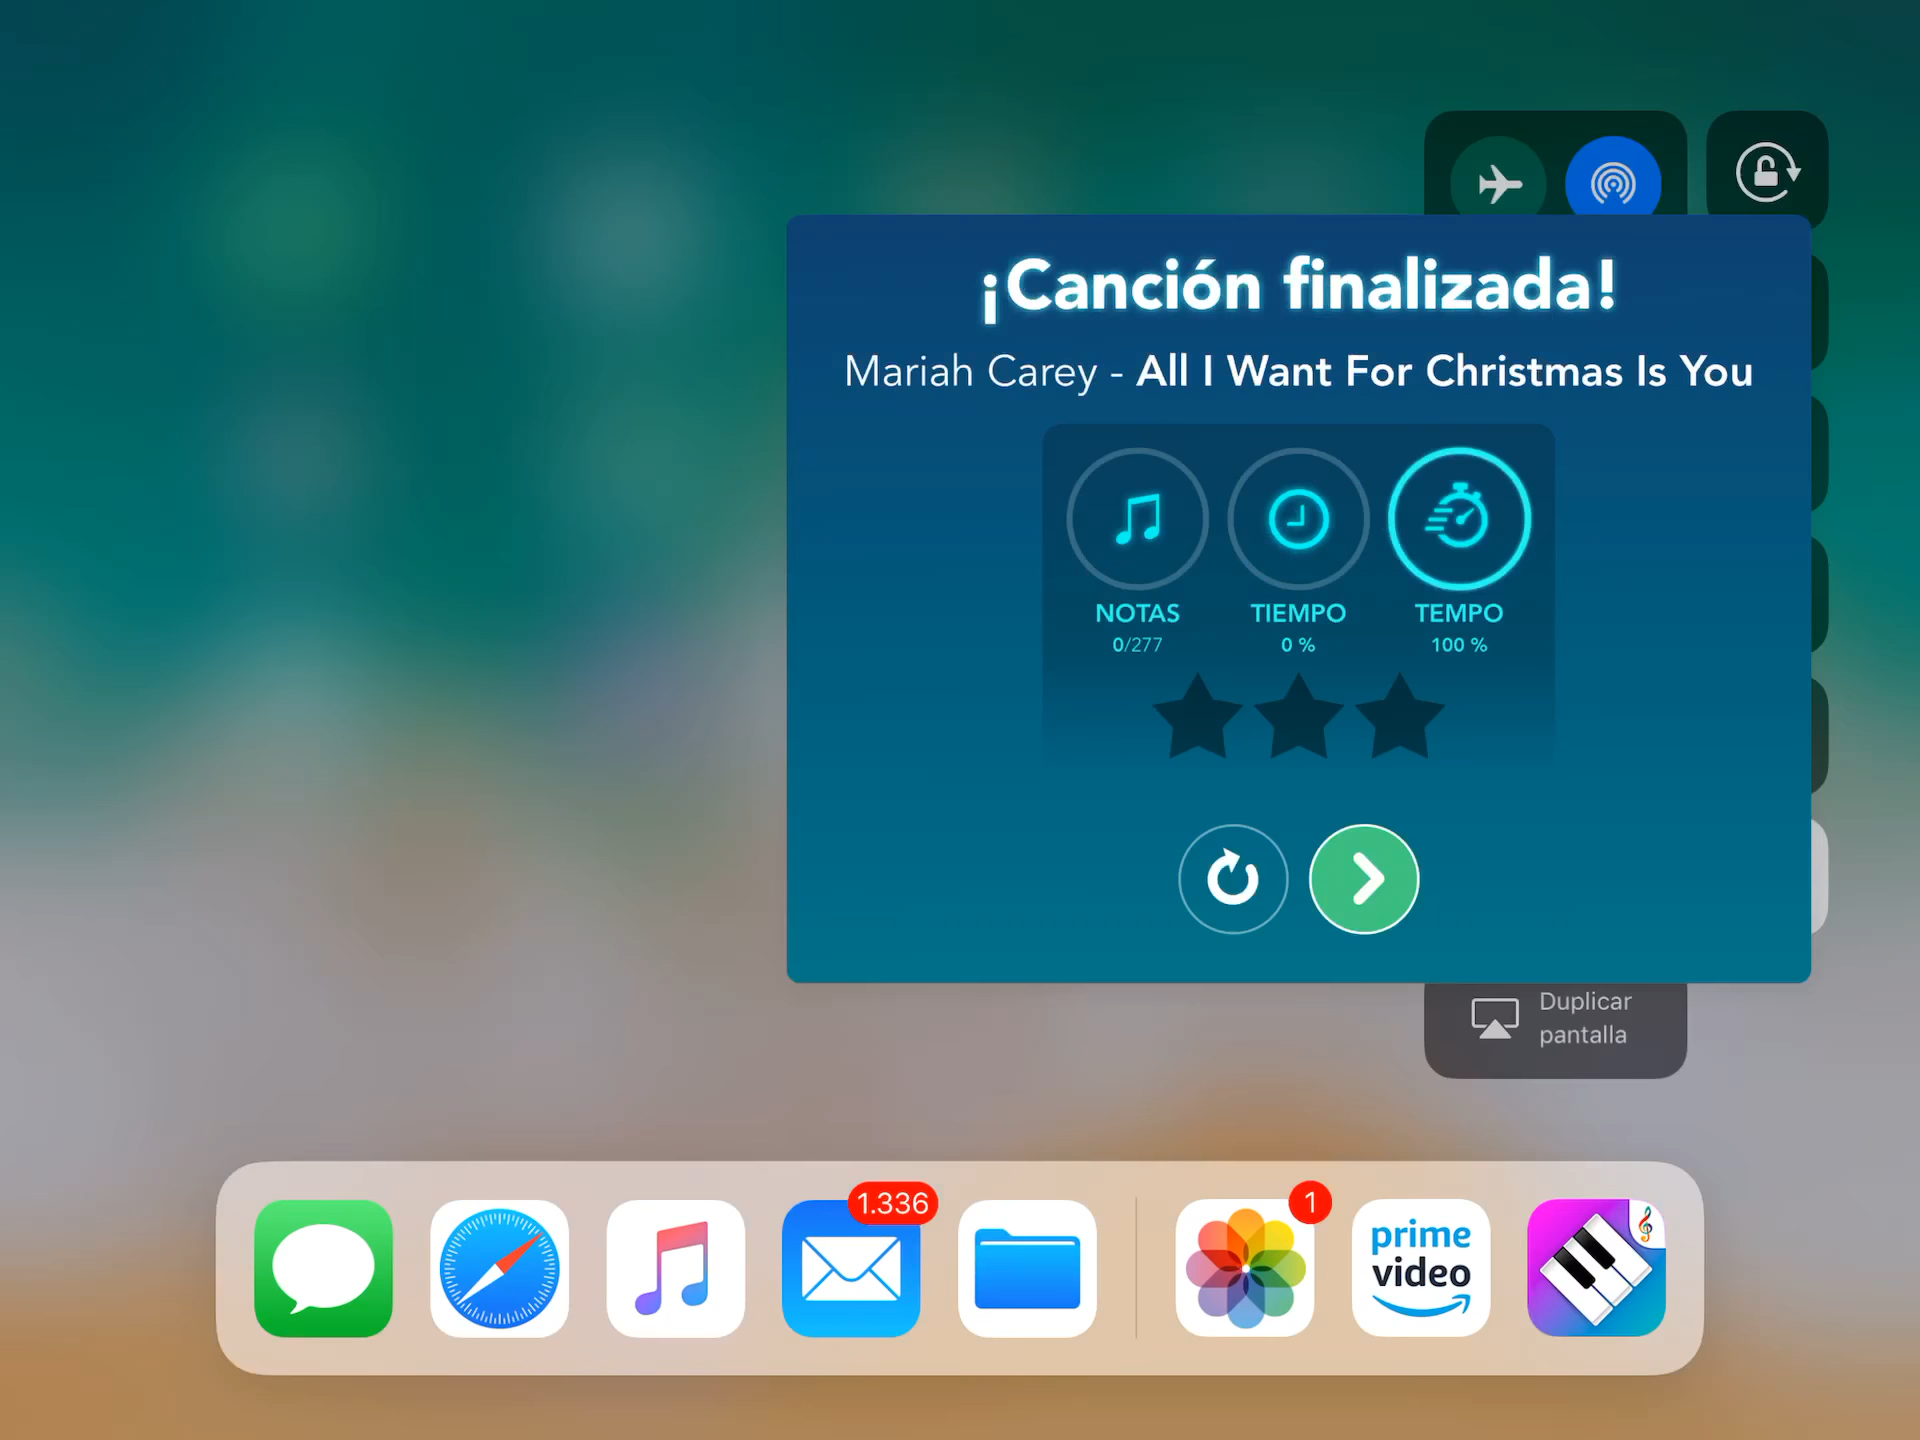 ¡Canción finalizada!
Mariah Carey - All I Want For Christmas Is You
NOTAS
0/277
TIEMPO
0 %
TEMPO
100 %
Duplicar
pantalla
1.336
1
prime
video